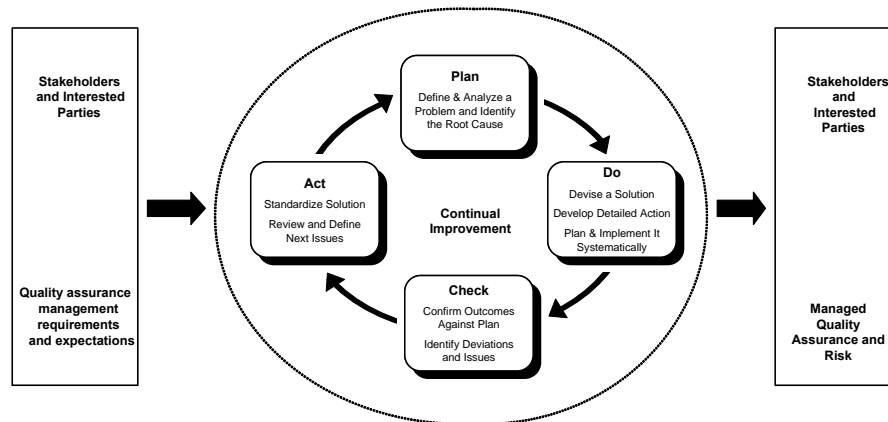 Stakeholders
and Interested
Parties
Quality assurance
management
requirements
and expectations
Plan
Define & Analyze a
Problem and Identify
the Root Cause
Act
Standardize Solution
Review and Define
Next Issues
Continual
Improvement
Do
Devise a Solution
Develop Detailed Action
Plan & Implement It
Systematically
Check
Confirm Outcomes
Against Plan
Identify Deviations
and Issues
Stakeholders
and
Interested
Parties
Managed
Quality
Assurance and
Risk